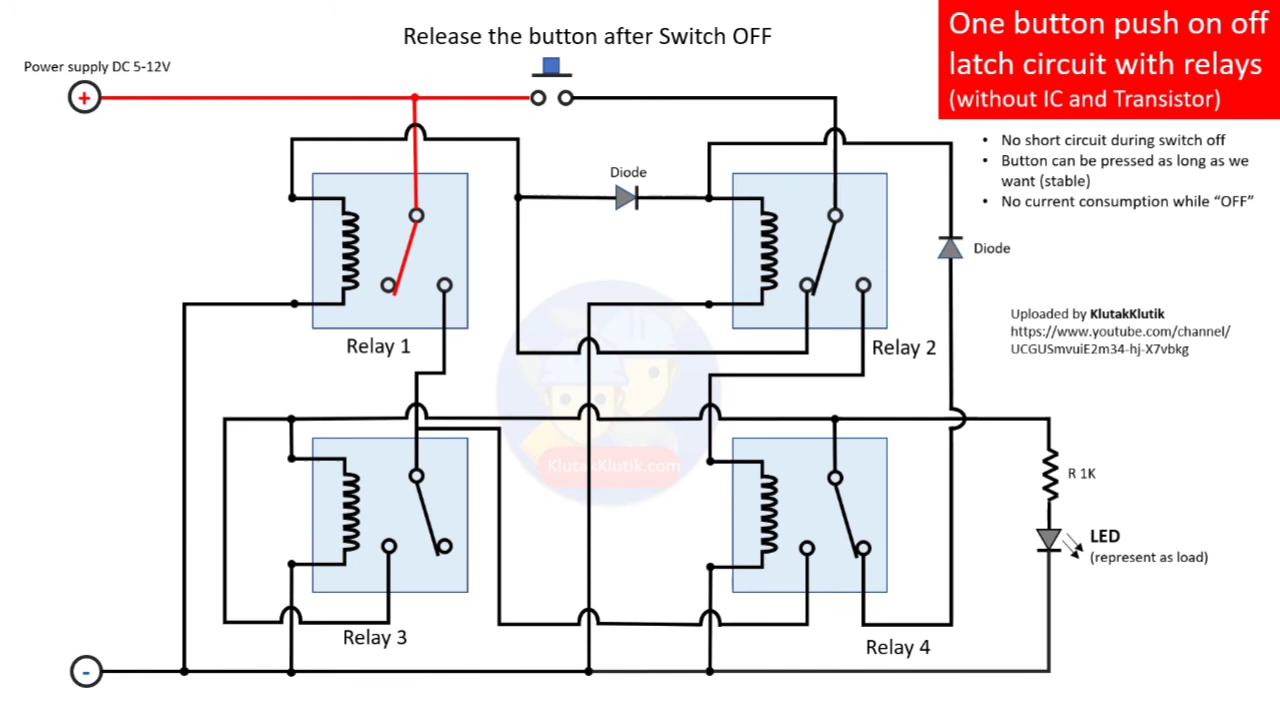 Release the button after Switch OFF
One button push on off
latch circuit with relays
(without IC and Transistor)
Power supply DC 5-12V
+
• No short circuit during switch off
• Button can be pressed as long as we
want (stable)
• No current consumption while “OFF”
Diode
Diode
Uploaded by KlutakKlutik
https://www.youtube.com/channel/
UCGUSmvuiE2m34-hj-X7vbkg
Relay 1
Relay 2
KlutakKlutik.com
R 1K
LED
(represent as load)
Relay 3
Relay 4
-